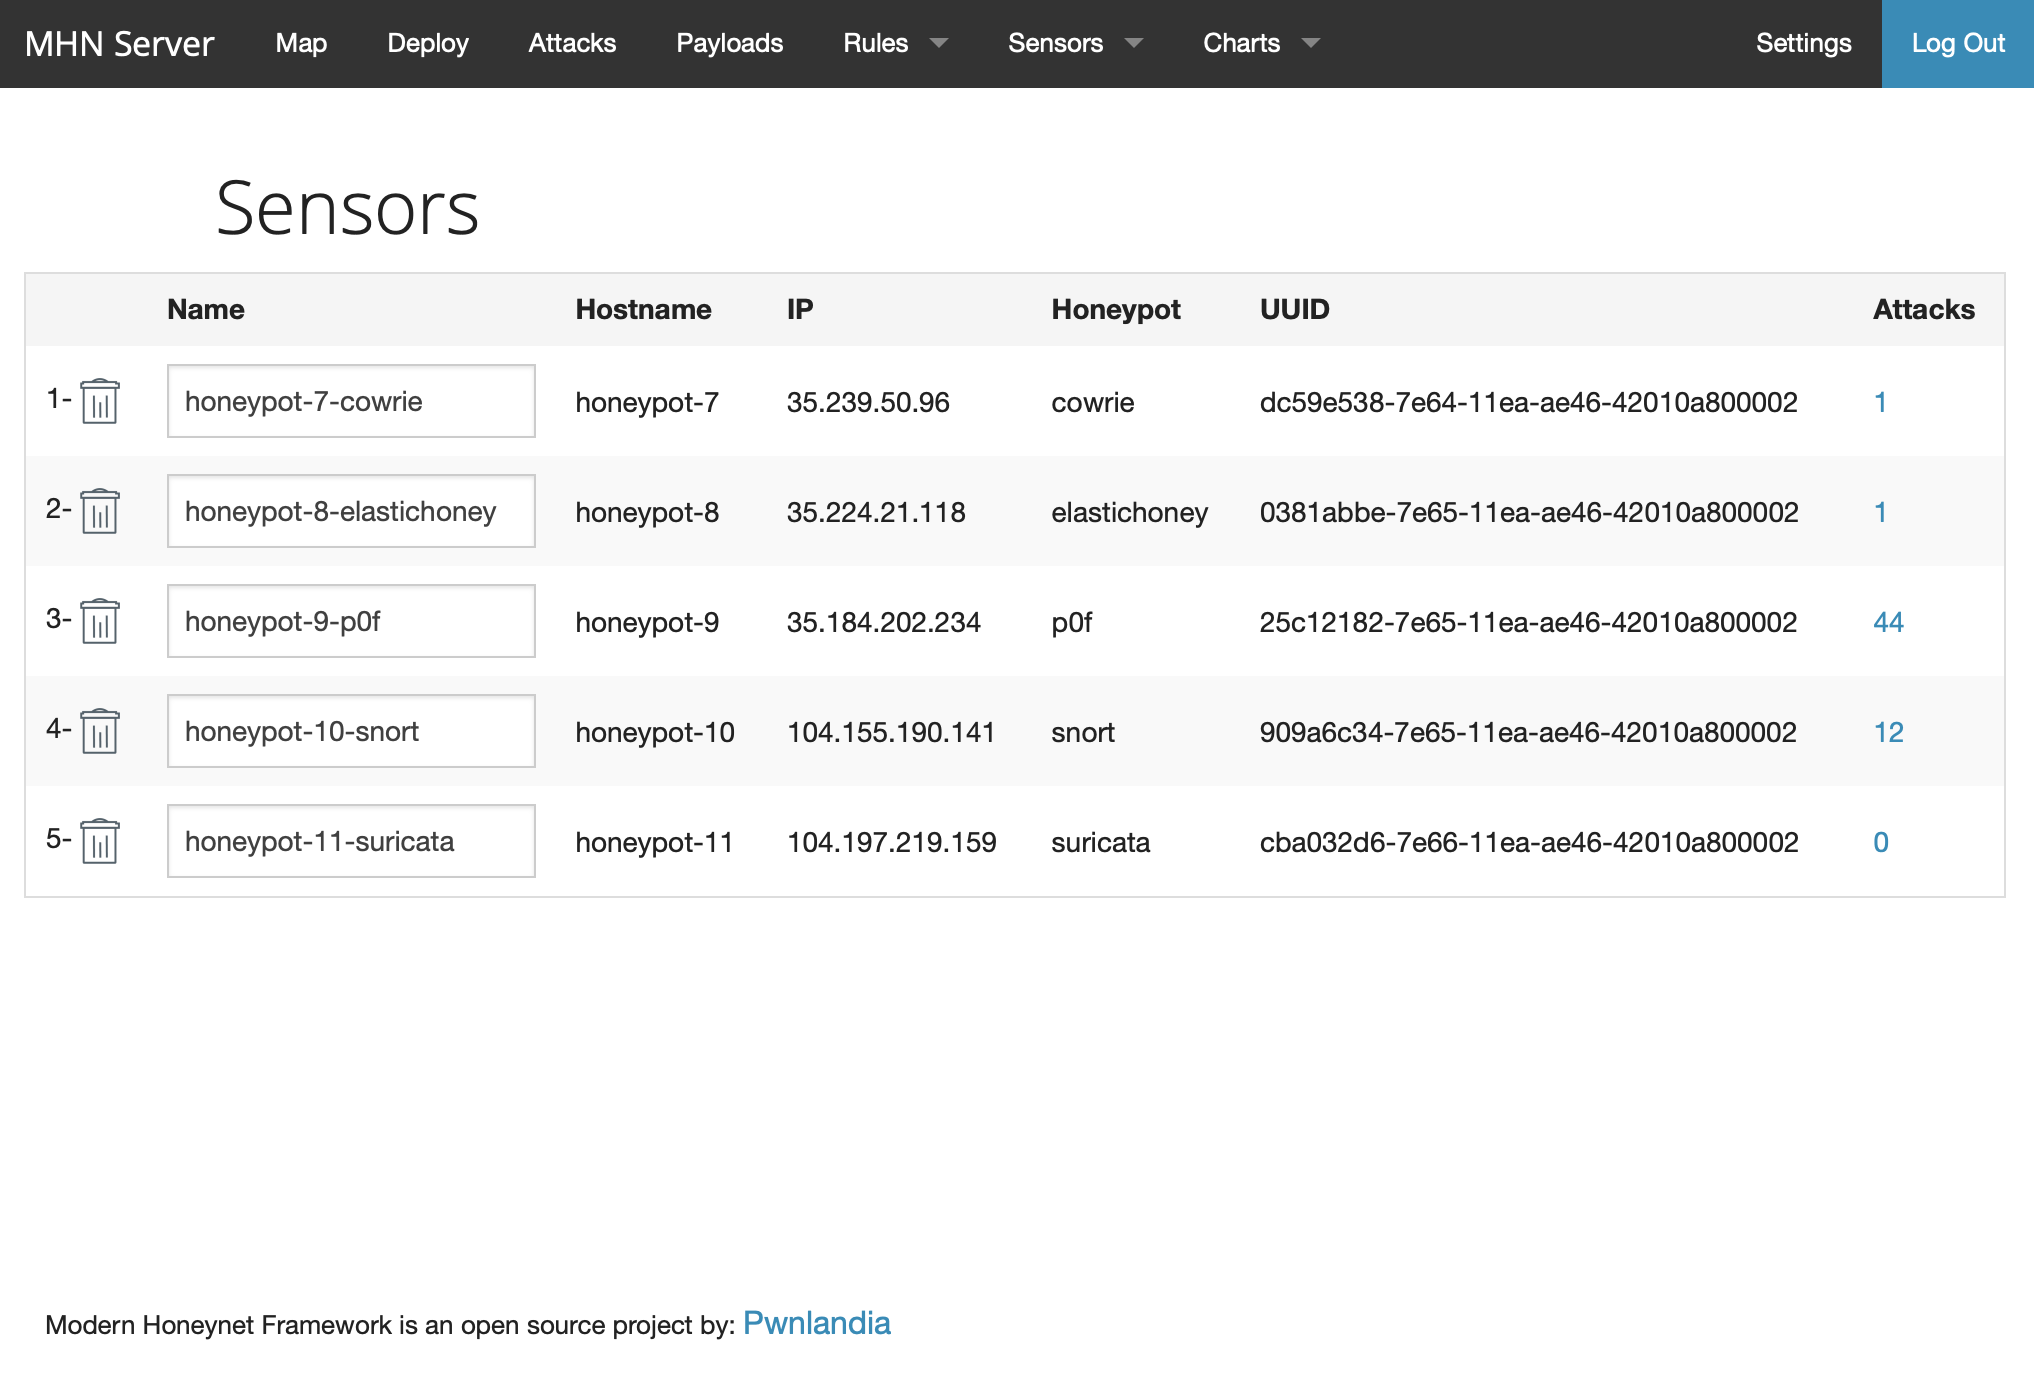 MHN Server Map Deploy Attacks Payloads Rules Sensors Charts Settings Log Out
Sensors
Name Hostname IP Honeypot UUID Attacks
1- honeypot-7-cowrie honeypot-7 35.239.50.96 cowrie dc59e538-7e64-11ea-ae46-42010a800002 1
2- honeypot-8-elastichoney honeypot-8 35.224.21.118 elastichoney 0381abbe-7e65-11ea-ae46-42010a800002 1
3- honeypot-9-p0f honeypot-9 35.184.202.234 p0f 25c12182-7e65-11ea-ae46-42010a800002 44
4- honeypot-10-snort honeypot-10 104.155.190.141 snort 909a6c34-7e65-11ea-ae46-42010a800002 12
5- honeypot-11-suricata honeypot-11 104.197.219.159 suricata cba032d6-7e66-11ea-ae46-42010a800002 0
Modern Honeynet Framework is an open source project by: Pwnlandia